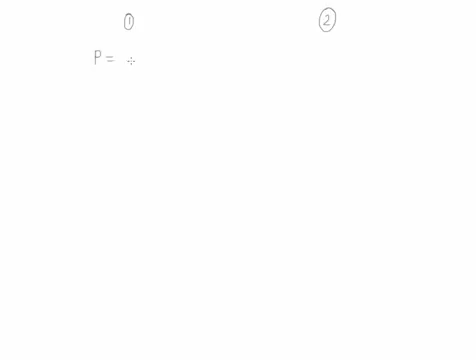 ① ②
P =